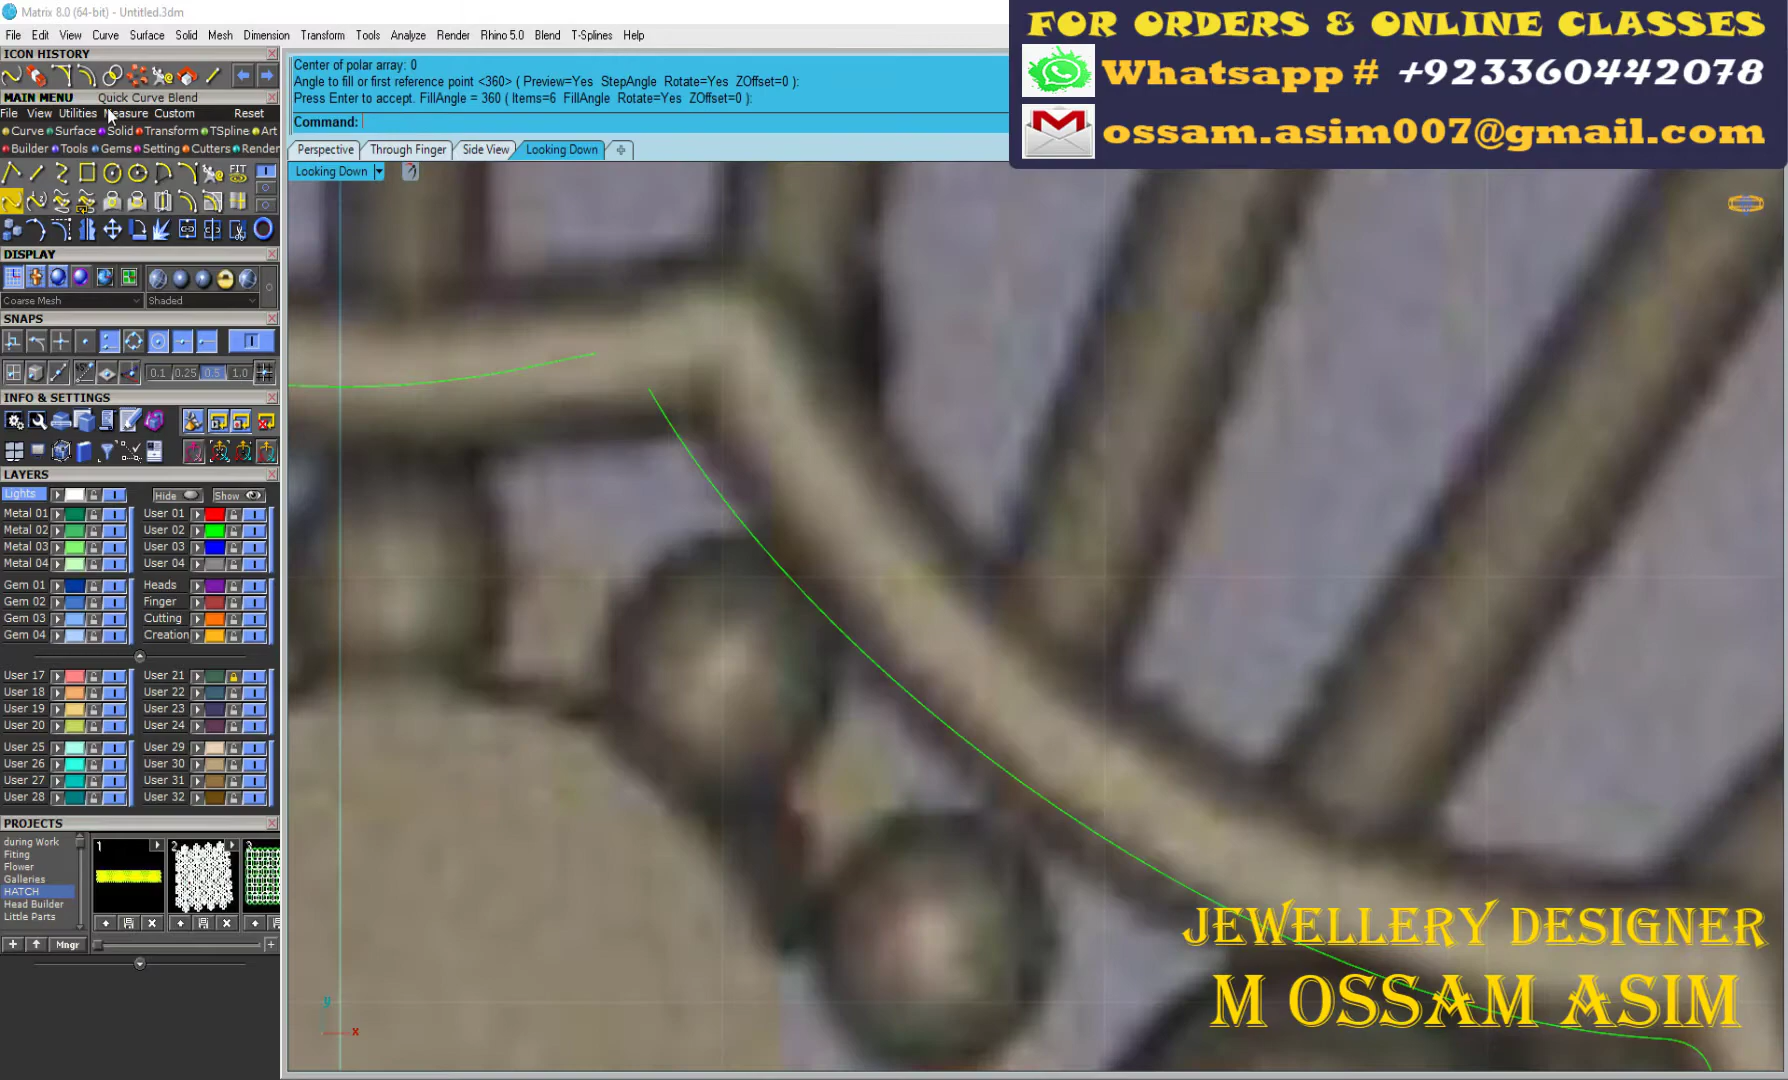 Matrix 8.0 (64-bit) - Untitled.3dm
File Edit View Curve Surface Solid Mesh Dimension Transform Tools Analyze Render Rhino 5.0 Blend T-Splines Help
FOR ORDERS & ONLINE CLASSES
Whatsapp # +923360442078
ossam.asim007@gmail.com
ICON HISTORY
MAIN MENU Quick Curve Blend
File View Utilities Measure Custom Reset
Curve Surface Solid Transform TSpline Art
Builder Tools Gems Setting Cutters Render
FIT
Center of polar array: 0
Angle to fill or first reference point <360> ( Preview=Yes StepAngle Rotate=Yes ZOffset=0 ):
Press Enter to accept. FillAngle = 360 ( Items=6 FillAngle Rotate=Yes ZOffset=0 ):
Command:
Perspective Through Finger Side View Looking Down
Looking Down
DISPLAY
Coarse Mesh Shaded
SNAPS
0.1 0.25 0.5 1.0
INFO & SETTINGS
LAYERS
Lights Hide Show
Metal 01 User 01
Metal 02 User 02
Metal 03 User 03
Metal 04 User 04
Gem 01 Heads
Gem 02 Finger
Gem 03 Cutting
Gem 04 Creation
User 17 User 21
User 18 User 22
User 19 User 23
User 20 User 24
User 25 User 29
User 26 User 30
User 27 User 31
User 28 User 32
PROJECTS
during Work
Fiting
Flower
Galleries
HATCH
Head Builder
Little Parts
1 2 3
Mngr
y
x
JEWELLERY DESIGNER
M OSSAM ASIM